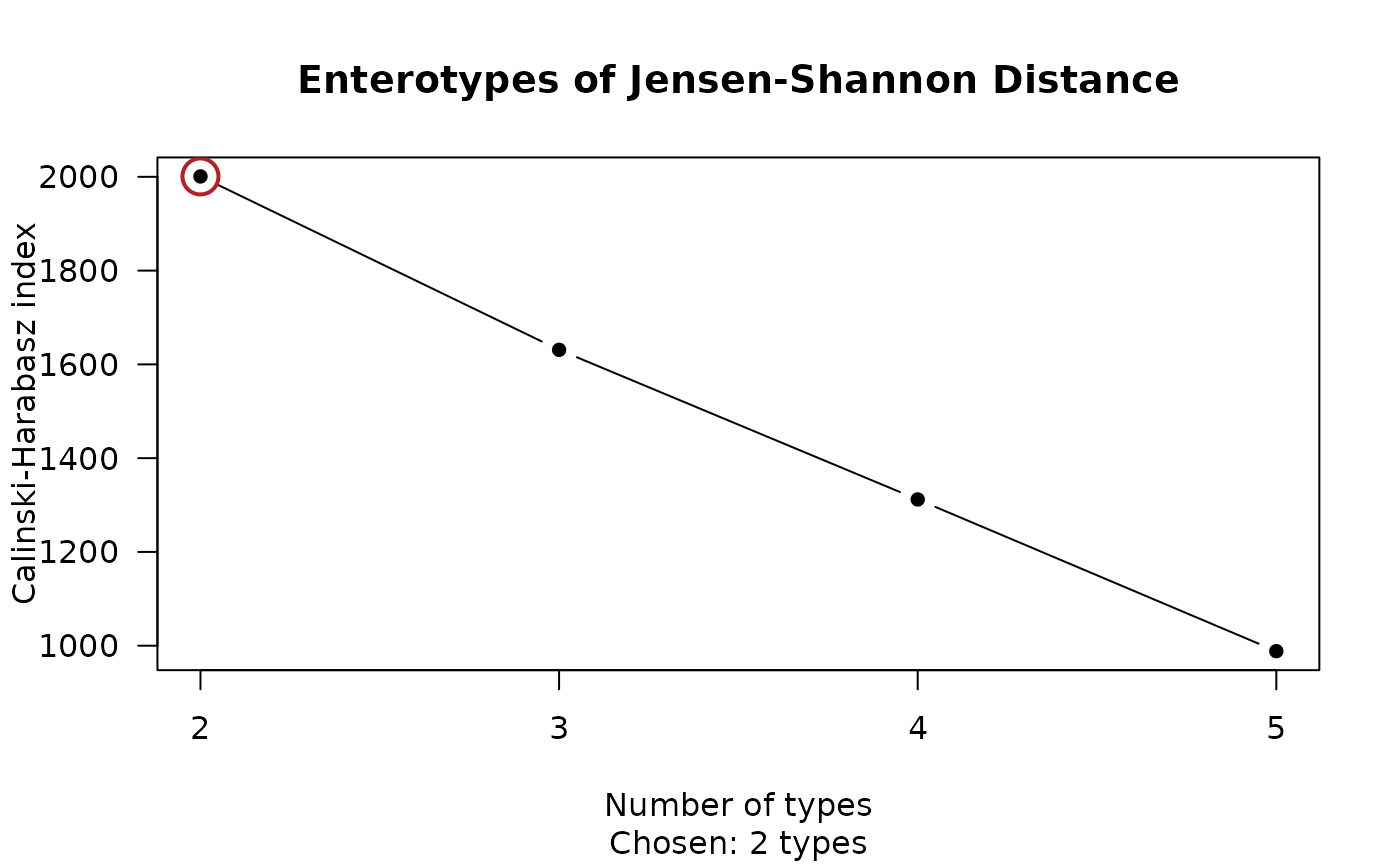 Enterotypes of Jensen-Shannon Distance
Calinski-Harabasz index
2000
1800
1600
1400
1200
1000
2 3 4 5
Number of types
Chosen: 2 types